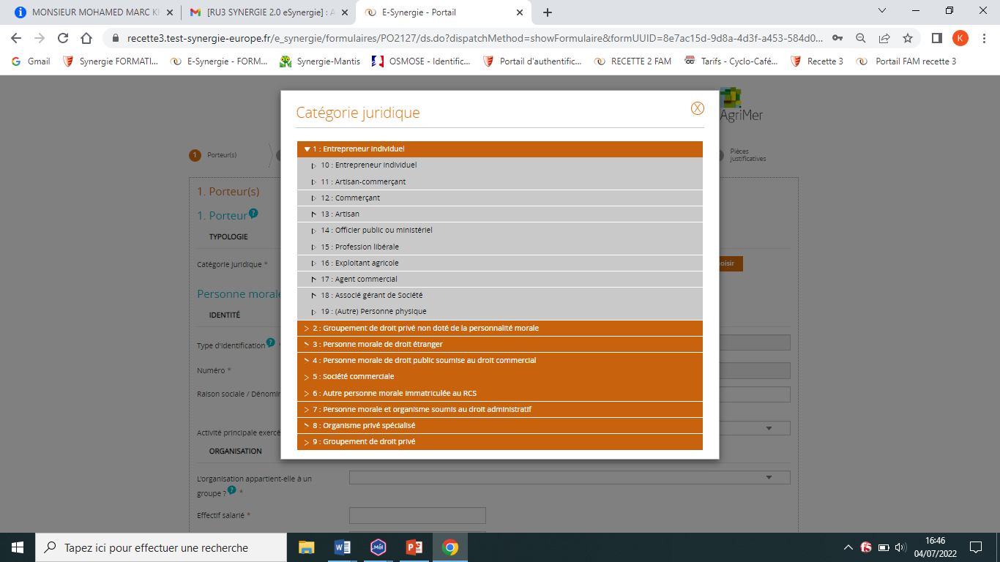 MONSIEUR MOHAMED MARC K
[RU3 SYNERGIE 2.0 eSynergie] : A
E-Synergie - Portail
recette3.test-synergie-europe.fr/e_synergie/formulaires/PO2127/ds.do?dispatchMethod=showFormulaire&formUUID=8e7ac15d-9d8a-4d3f-a453-584d0...
K
Gmail
Synergie FORMATI...
E-Synergie - FORM...
Synergie-Mantis
OSMOSE - Identific...
Portail d'authentific...
RECETTE 2 FAM
Tarifs - Cyclo-Café...
Recette 3
Portail FAM recette 3
AgriMer
1 Porteur(s)
Pièces
justificatives
Catégorie juridique
X
1 : Entrepreneur individuel
10 : Entrepreneur individuel
11 : Artisan-commerçant
12 : Commerçant
13 : Artisan
14 : Officier public ou ministériel
15 : Profession libérale
16 : Exploitant agricole
17 : Agent commercial
18 : Associé gérant de Société
19 : (Autre) Personne physique
2 : Groupement de droit privé non doté de la personnalité morale
3 : Personne morale de droit étranger
4 : Personne morale de droit public soumise au droit commercial
5 : Société commerciale
6 : Autre personne morale immatriculée au RCS
7 : Personne morale et organisme soumis au droit administratif
8 : Organisme privé spécialisé
9 : Groupement de droit privé
1. Porteur(s)
1. Porteur ?
TYPOLOGIE
Catégorie juridique *
oisir
Personne morale
IDENTITÉ
Type d'identification ?
Numéro *
Raison sociale / Dénomin
Activité principale exercé
ORGANISATION
L'organisation appartient-elle à un
groupe ? ? *
Effectif salarié *
Tapez ici pour effectuer une recherche
16:46
04/07/2022